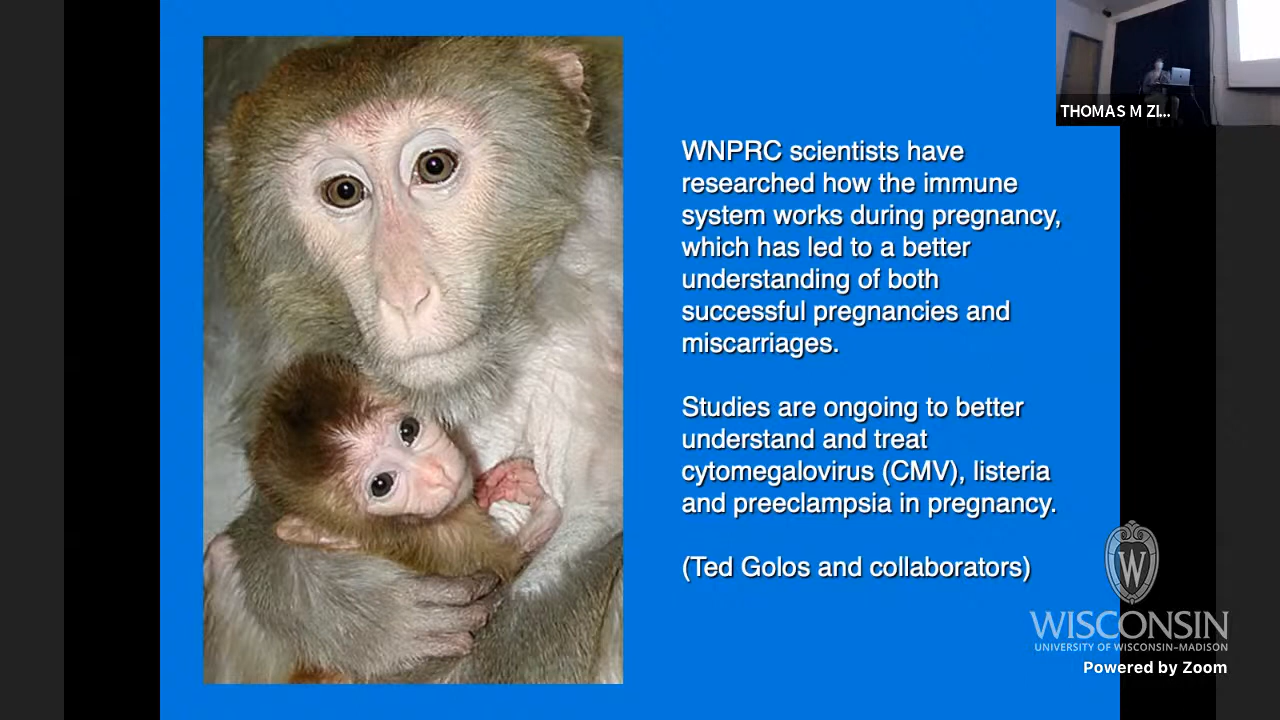 THOMAS M ZI...
WNPRC scientists have
researched how the immune
system works during pregnancy,
which has led to a better
understanding of both
successful pregnancies and
miscarriages.
Studies are ongoing to better
understand and treat
cytomegalovirus (CMV), listeria
and preeclampsia in pregnancy.
(Ted Golos and collaborators)
W
WISCONSIN
UNIVERSITY OF WISCONSIN–MADISON
Powered by Zoom